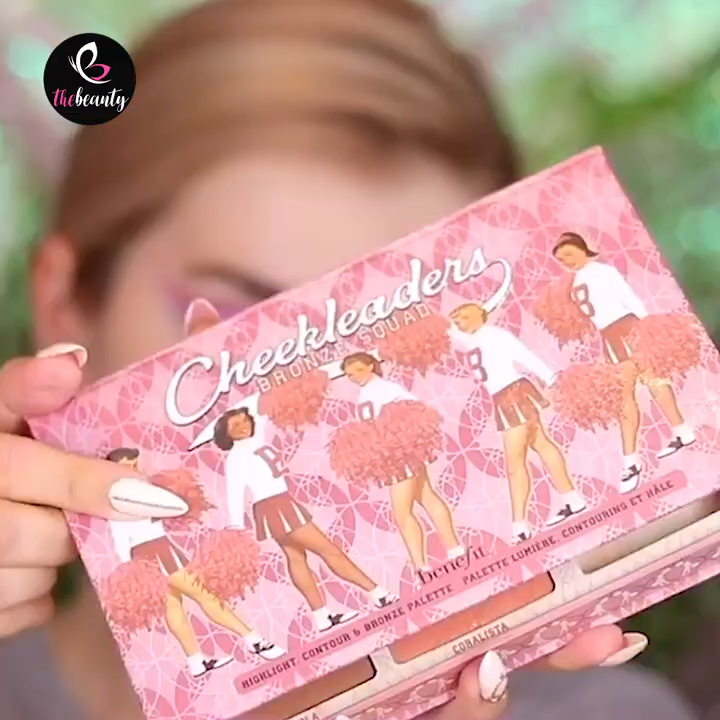 thebeauty
Cheekleaders
BRONZE SQUAD
B
B
B
B
benefit
HIGHLIGHT, CONTOUR & BRONZE PALETTE PALETTE LUMIÈRE, CONTOURING ET HÂLE
CORALISTA